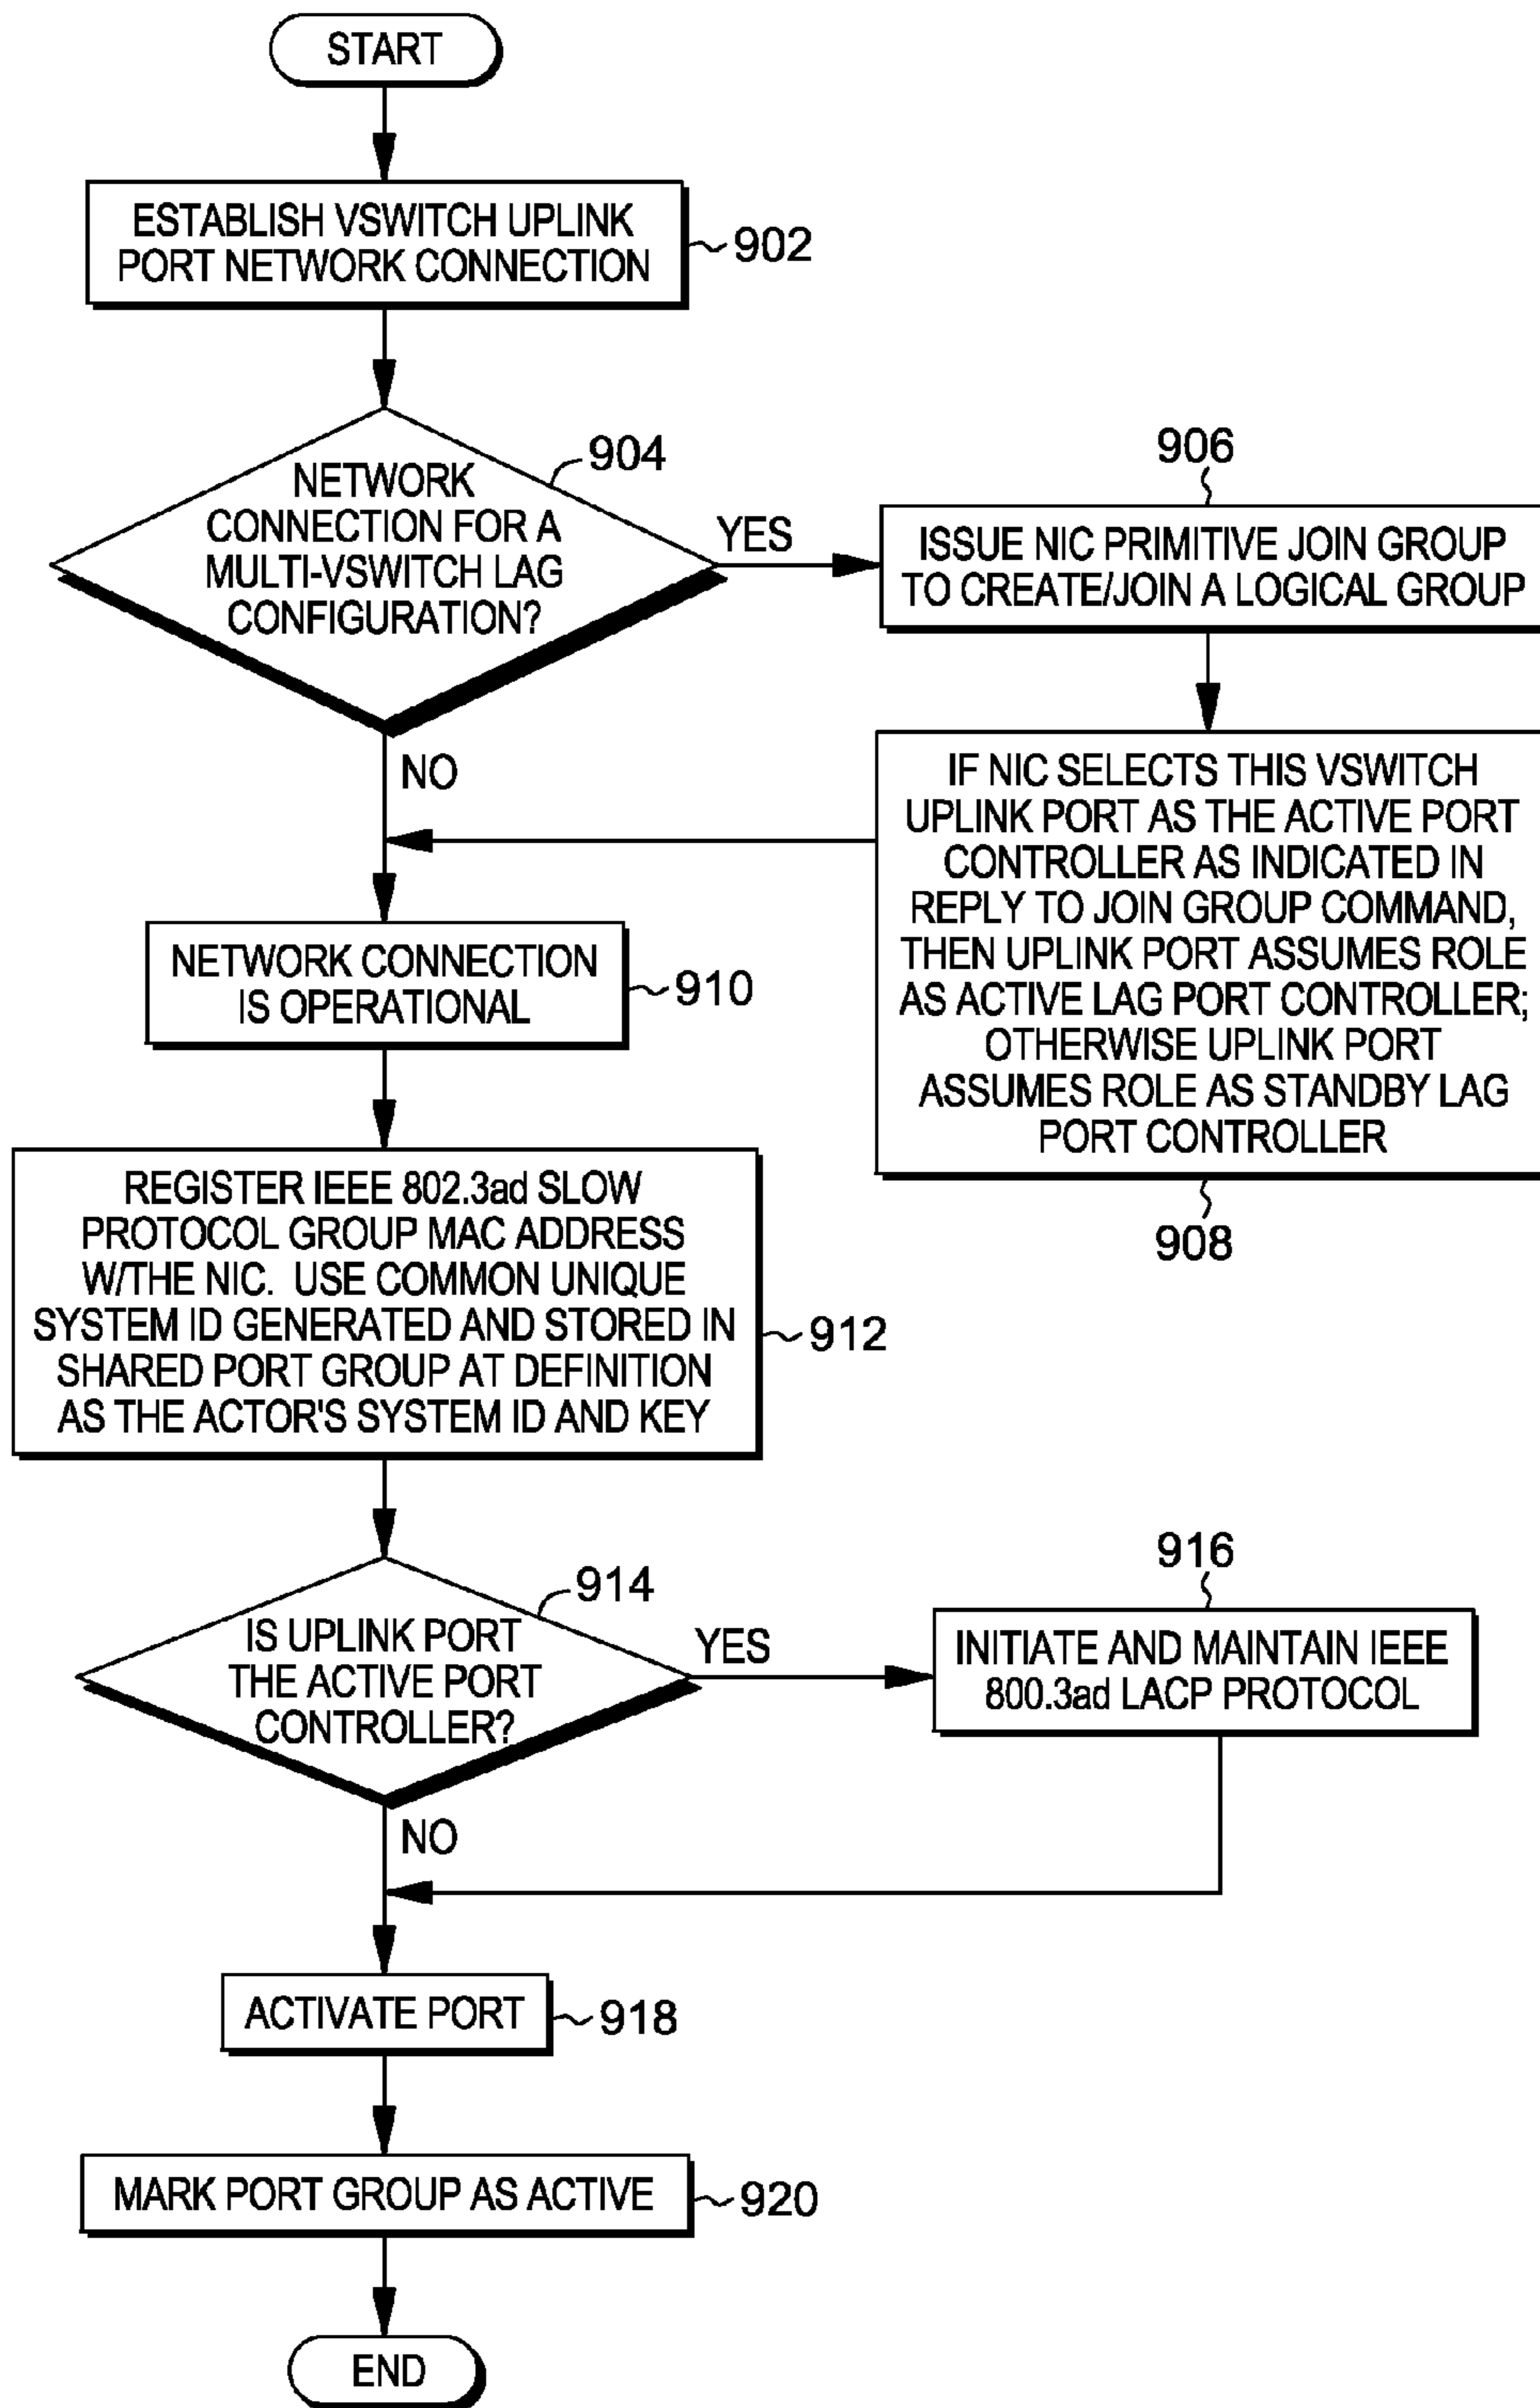 START
ESTABLISH VSWITCH UPLINK
PORT NETWORK CONNECTION
902
NETWORK
CONNECTION FOR A
MULTI-VSWITCH LAG
CONFIGURATION?
904
YES
906
ISSUE NIC PRIMITIVE JOIN GROUP
TO CREATE/JOIN A LOGICAL GROUP
NO
IF NIC SELECTS THIS VSWITCH
UPLINK PORT AS THE ACTIVE PORT
CONTROLLER AS INDICATED IN
REPLY TO JOIN GROUP COMMAND,
THEN UPLINK PORT ASSUMES ROLE
AS ACTIVE LAG PORT CONTROLLER;
OTHERWISE UPLINK PORT
ASSUMES ROLE AS STANDBY LAG
PORT CONTROLLER
908
NETWORK CONNECTION
IS OPERATIONAL
910
REGISTER IEEE 802.3ad SLOW
PROTOCOL GROUP MAC ADDRESS
W/THE NIC. USE COMMON UNIQUE
SYSTEM ID GENERATED AND STORED IN
SHARED PORT GROUP AT DEFINITION
AS THE ACTOR'S SYSTEM ID AND KEY
912
IS UPLINK PORT
THE ACTIVE PORT
CONTROLLER?
914
YES
916
INITIATE AND MAINTAIN IEEE
800.3ad LACP PROTOCOL
NO
ACTIVATE PORT
918
MARK PORT GROUP AS ACTIVE
920
END